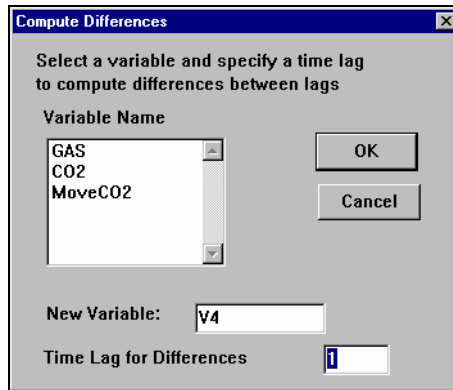 Compute Differences
Select a variable and specify a time lag
to compute differences between lags
Variable Name
GAS
CO2
MoveCO2
OK
Cancel
New Variable: V4
Time Lag for Differences 1